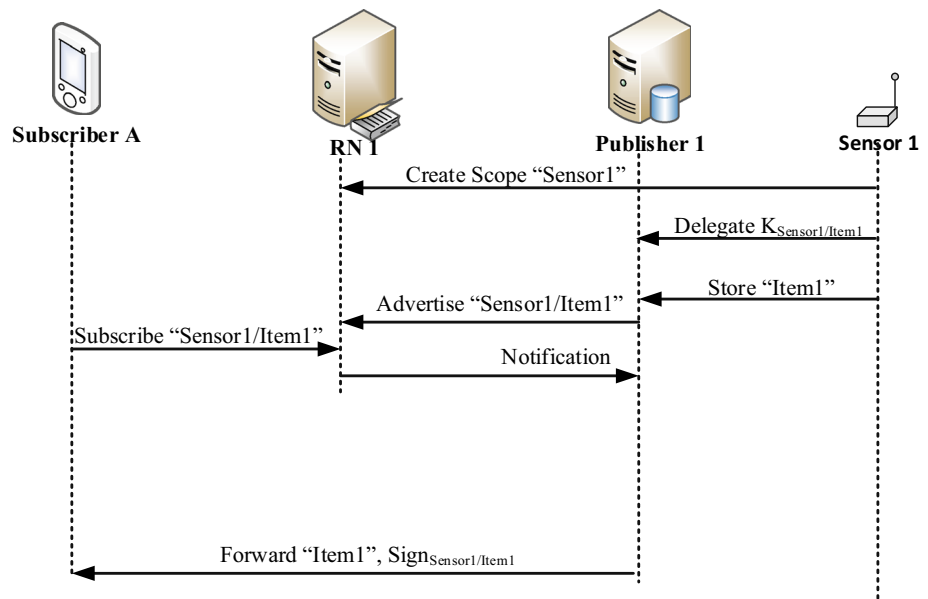 Subscriber A
RN 1
Publisher 1
Sensor 1
Create Scope “Sensor1”
Delegate KSensor1/Item1
Store “Item1”
Advertise “Sensor1/Item1”
Subscribe “Sensor1/Item1”
Notification
Forward “Item1”, SignSensor1/Item1